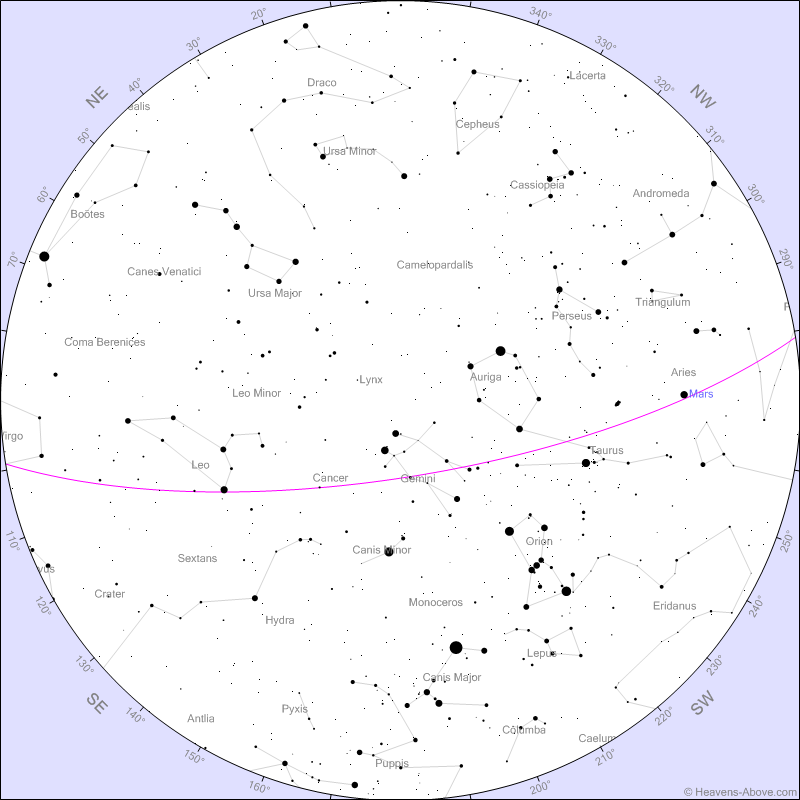 340°
20°
330°
30°
Lacerta
320°
NW
NE
40°
Draco
ealis
Cepheus
310°
50°
Ursa Minor
Cassiopeia
Andromeda
300°
60°
Boötes
70°
Canes Venatici
Camelopardalis
290°
Ursa Major
Triangulum
Perseus
Coma Berenices
Aries
Auriga
Lynx
Leo Minor
Mars
Virgo
Taurus
Leo
Cancer
Gemini
250°
110°
Orion
Canis Minor
Sextans
vus
Crater
Monoceros
Eridanus
240°
120°
Hydra
Lepus
230°
130°
Canis Major
SE
SW
Pyxis
140°
Antlia
220°
Columba
Caelum
150°
210°
Puppis
160°
200°
© Heavens-Above.com